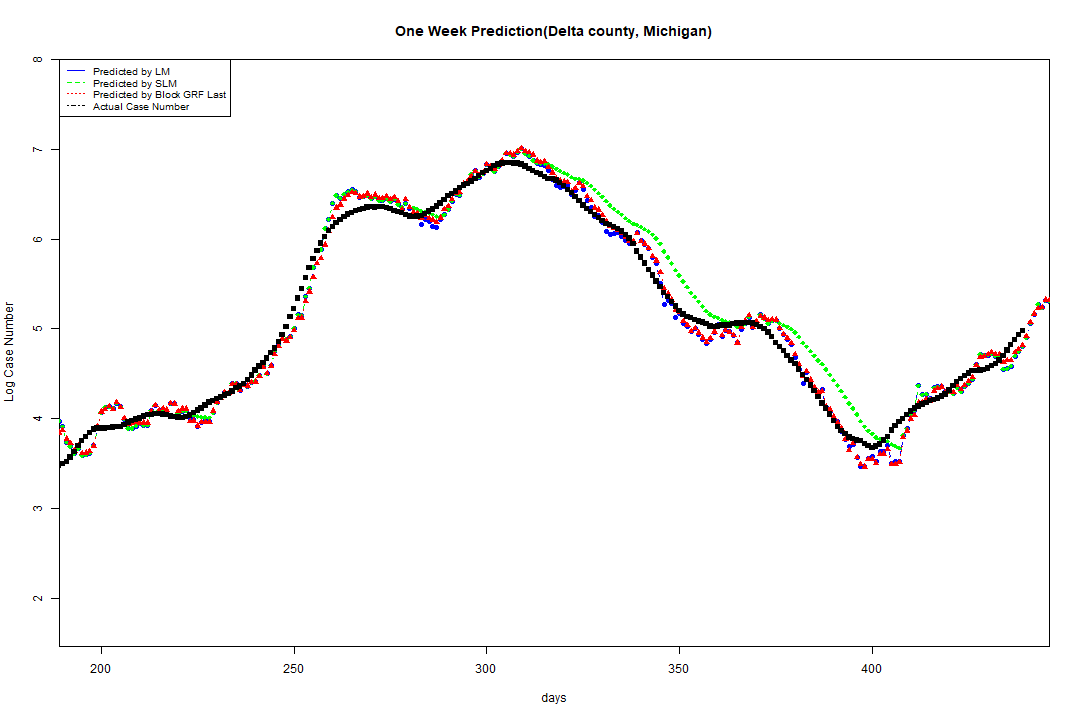 One Week Prediction(Delta county, Michigan)
Predicted by LM
Predicted by SLM
Predicted by Block GRF Last
Actual Case Number
8
7
6
5
4
3
2
Log Case Number
200 250 300 350 400
days